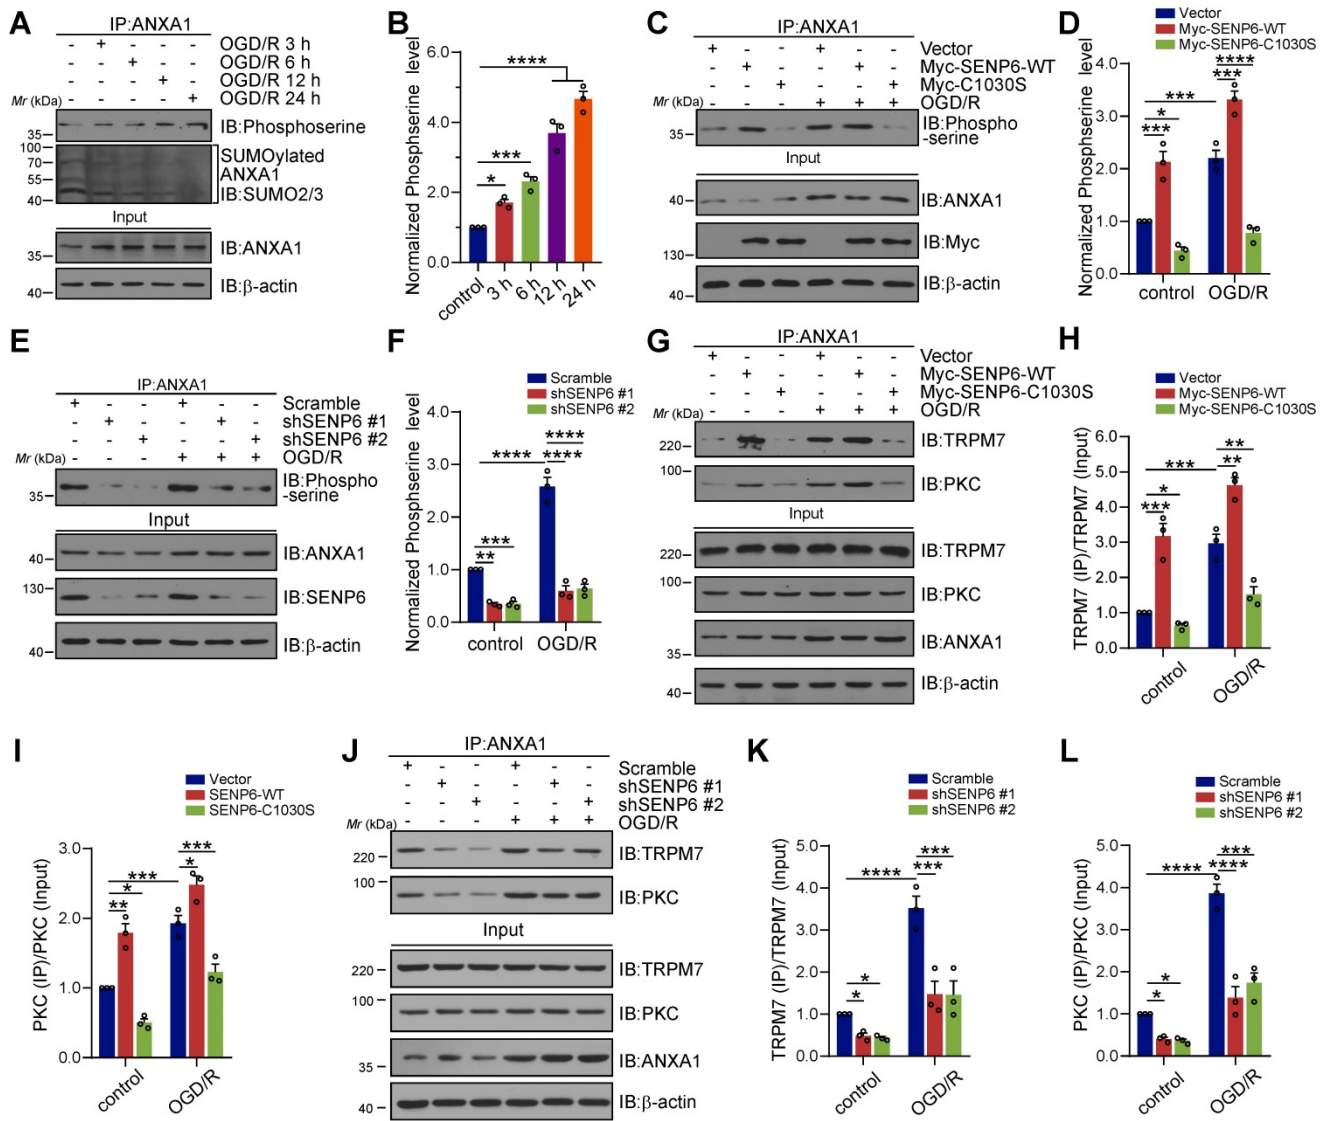 A
IP:ANXA1
- + - - - OGD/R 3 h
- - + - - OGD/R 6 h
- - - + - OGD/R 12 h
- - - - + OGD/R 24 h
Mr (kDa)
35
IB:Phosphoserine
100
70
55
40
SUMOylated
ANXA1
IB:SUMO2/3
Input
35
IB:ANXA1
40
IB:β-actin
B
Normalized Phosphserine level
6.0
4.0
2.0
0.0
****
***
*
control
3 h
6 h
12 h
24 h
C
IP:ANXA1
+ - - + - - Vector
- + - - + - Myc-SENP6-WT
- - + - - + Myc-C1030S
- - - + + + OGD/R
Mr (kDa)
35
IB:Phospho
-serine
Input
40
IB:ANXA1
130
IB:Myc
40
IB:β-actin
D
Vector
Myc-SENP6-WT
Myc-SENP6-C1030S
Normalized Phosphserine level
4.0
3.0
2.0
1.0
4.0
****
***
***
*
***
control
OGD/R
E
IP:ANXA1
+ - - + - - Scramble
- + - - + - shSENP6 #1
- - + - - + shSENP6 #2
- - - + + + OGD/R
Mr (kDa)
35
IB:Phospho
-serine
Input
40
IB:ANXA1
130
IB:SENP6
40
IB:β-actin
F
Scramble
shSENP6 #1
shSENP6 #2
Normalized Phosphserine level
4.0
3.0
2.0
1.0
0.0
****
****
****
***
**
control
OGD/R
G
IP:ANXA1
+ - - + - - Vector
- + - - + - Myc-SENP6-WT
- - + - - + Myc-SENP6-C1030S
- - - + + + OGD/R
Mr (kDa)
220
IB:TRPM7
100
IB:PKC
Input
220
IB:TRPM7
100
IB:PKC
35
IB:ANXA1
40
IB:β-actin
H
Vector
Myc-SENP6-WT
Myc-SENP6-C1030S
TRPM7 (IP)/TRPM7 (Input)
6.0
5.0
4.0
3.0
2.0
1.0
0.0
**
**
***
*
***
control
OGD/R
I
Vector
SENP6-WT
SENP6-C1030S
PKC (IP)/PKC (Input)
3.0
2.0
1.0
0.0
***
*
***
*
**
control
OGD/R
J
IP:ANXA1
+ - - + - - Scramble
- + - - + - shSENP6 #1
- - + - - + shSENP6 #2
- - - + + + OGD/R
Mr (kDa)
220
IB:TRPM7
100
IB:PKC
Input
220
IB:TRPM7
100
IB:PKC
35
IB:ANXA1
40
IB:β-actin
K
Scramble
shSENP6 #1
shSENP6 #2
TRPM7 (IP)/TRPM7 (Input)
5.0
4.0
3.0
2.0
1.0
0.0
***
***
****
*
*
control
OGD/R
L
Scramble
shSENP6 #1
shSENP6 #2
PKC (IP)/PKC (Input)
5.0
4.0
3.0
2.0
1.0
0.0
***
****
****
*
*
control
OGD/R